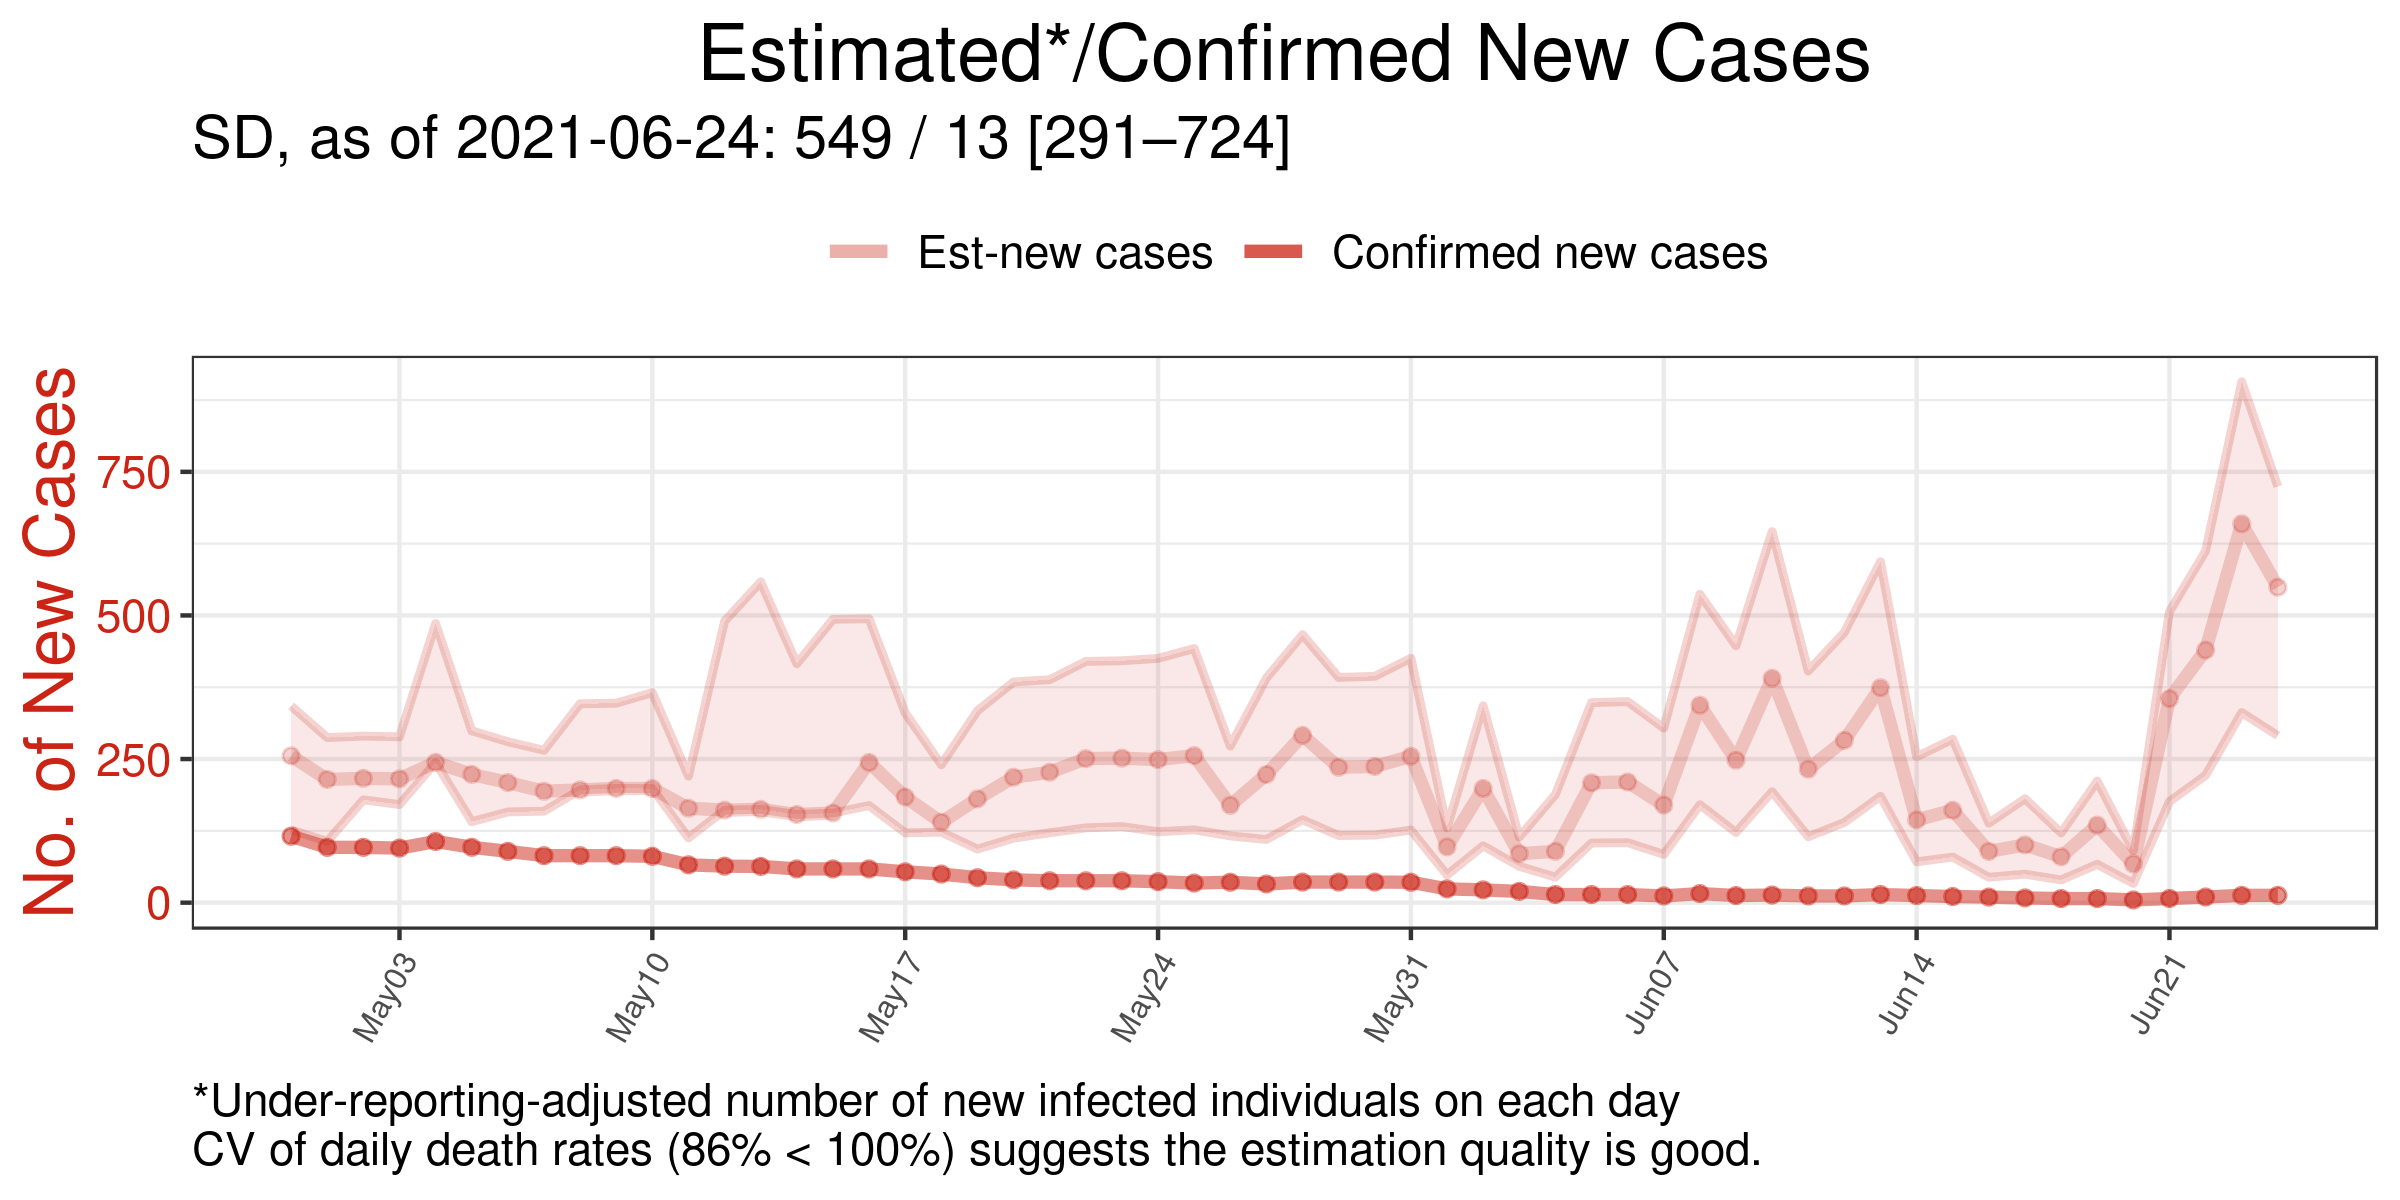 Estimated*/Confirmed New Cases
SD, as of 2021-06-24: 549 / 13 [291–724]
Est-new cases
Confirmed new cases
No. of New Cases
750
500
250
0
May03
May10
May17
May24
May31
Jun07
Jun14
Jun21
*Under-reporting-adjusted number of new infected individuals on each day
CV of daily death rates (86% < 100%) suggests the estimation quality is good.